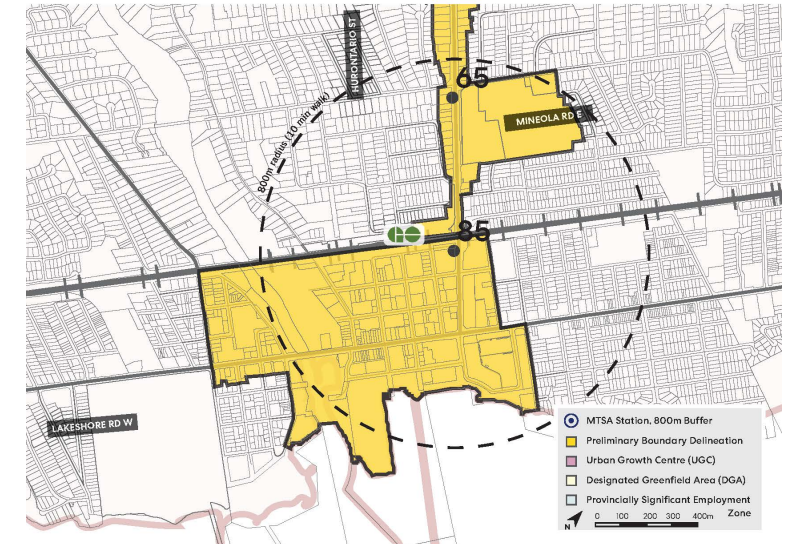 HURONTARIO ST
65
MINEOLA RD E
800m radius (10 min walk)
GO
85
LAKESHORE RD W
MTSA Station, 800m Buffer
Preliminary Boundary Delineation
Urban Growth Centre (UGC)
Designated Greenfield Area (DGA)
Provincially Significant Employment
Zone
N
0 100 200 300 400m